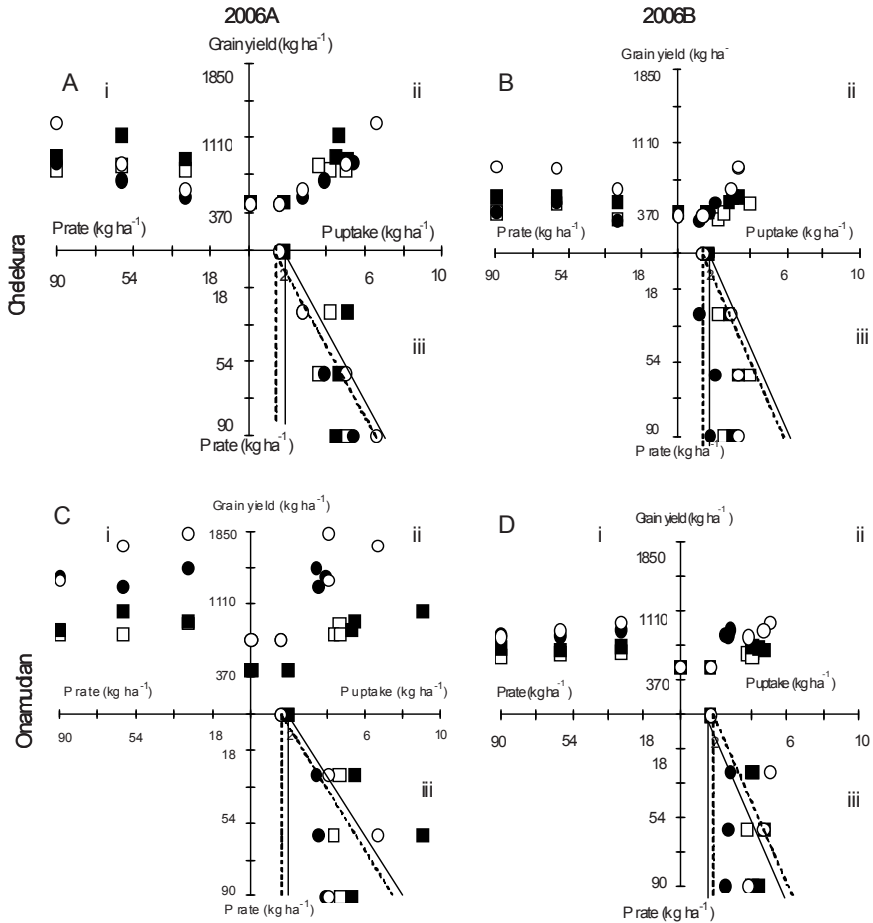 2006A
2006B
Grain yield (kg ha-1)
Grain yield (kg ha-
A
i
ii
B
ii
1850
1850
1110
1110
370
370
P rate (kg ha-1)
P uptake (kg ha-1)
P rate (kg ha-1)
P uptake (kg ha-1)
90
54
18
2
6
10
90
54
18
2
6
10
Chelekura
18
18
iii
iii
54
54
90
90
P rate (kg ha-1)
P rate (kg ha-1)
Grain yield (kg ha-1)
Grain yield (kg ha-1)
C
i
ii
D
i
ii
1850
1850
1110
1110
370
370
P rate (kg ha-1)
P uptake (kg ha-1)
P rate (kg ha-1)
P uptake (kg ha-1)
90
54
18
2
6
10
90
54
18
2
6
10
Onamudan
18
18
iii
iii
54
54
90
90
P rate (kg ha-1)
P rate (kg ha-1)